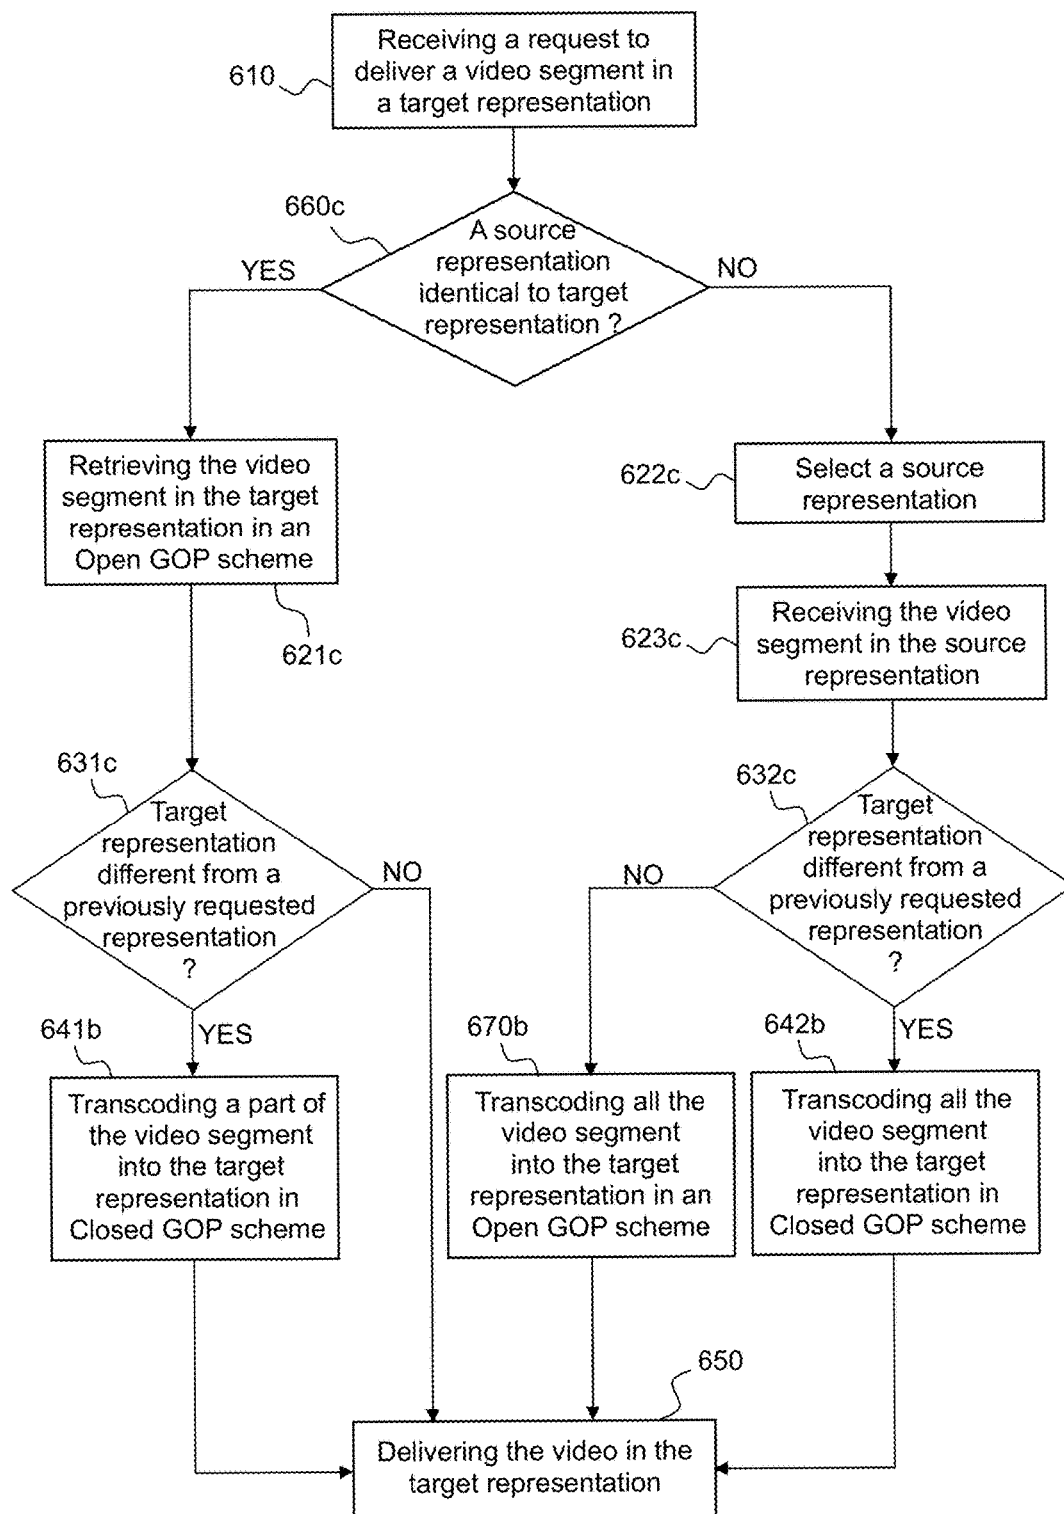 Receiving a request to
deliver a video segment in
a target representation
610
660c
A source
representation
identical to target
representation ?
YES
NO
Retrieving the video
segment in the target
representation in an
Open GOP scheme
621c
622c
Select a source
representation
623c
Receiving the video
segment in the source
representation
631c
Target
representation
different from a
previously requested
representation
?
NO
YES
632c
Target
representation
different from a
previously requested
representation
?
NO
YES
641b
Transcoding a part of
the video segment
into the target
representation in
Closed GOP scheme
670b
Transcoding all the
video segment
into the target
representation in an
Open GOP scheme
642b
Transcoding all the
video segment
into the target
representation in
Closed GOP scheme
650
Delivering the video in the
target representation